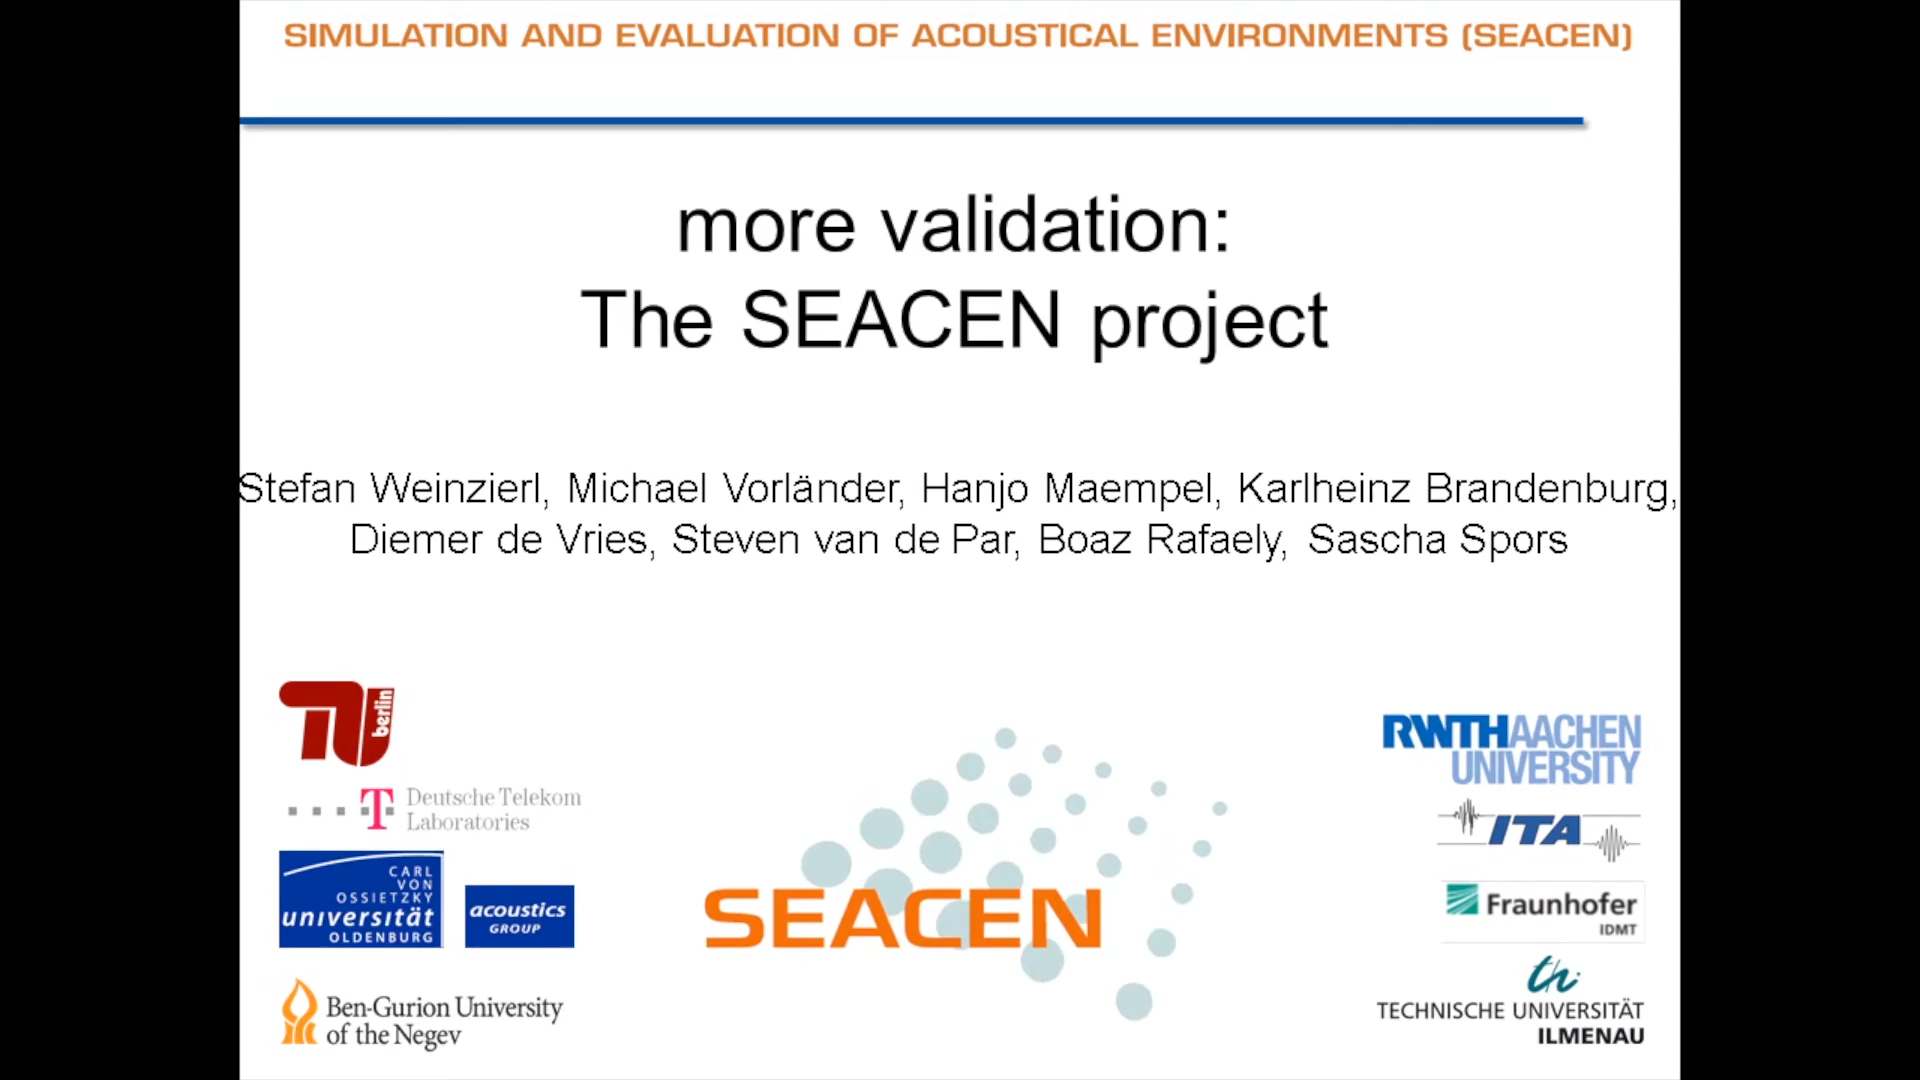 SIMULATION AND EVALUATION OF ACOUSTICAL ENVIRONMENTS (SEACEN)
more validation:
The SEACEN project
Stefan Weinzierl, Michael Vorländer, Hanjo Maempel, Karlheinz Brandenburg,
Diemer de Vries, Steven van de Par, Boaz Rafaely, Sascha Spors
TU berlin
T Deutsche Telekom
Laboratories
CARL
VON
OSSIETZKY
universität
OLDENBURG
acoustics
GROUP
Ben-Gurion University
of the Negev
SEACEN
RWTHAACHEN
UNIVERSITY
ITA
Fraunhofer
IDMT
th
TECHNISCHE UNIVERSITÄT
ILMENAU